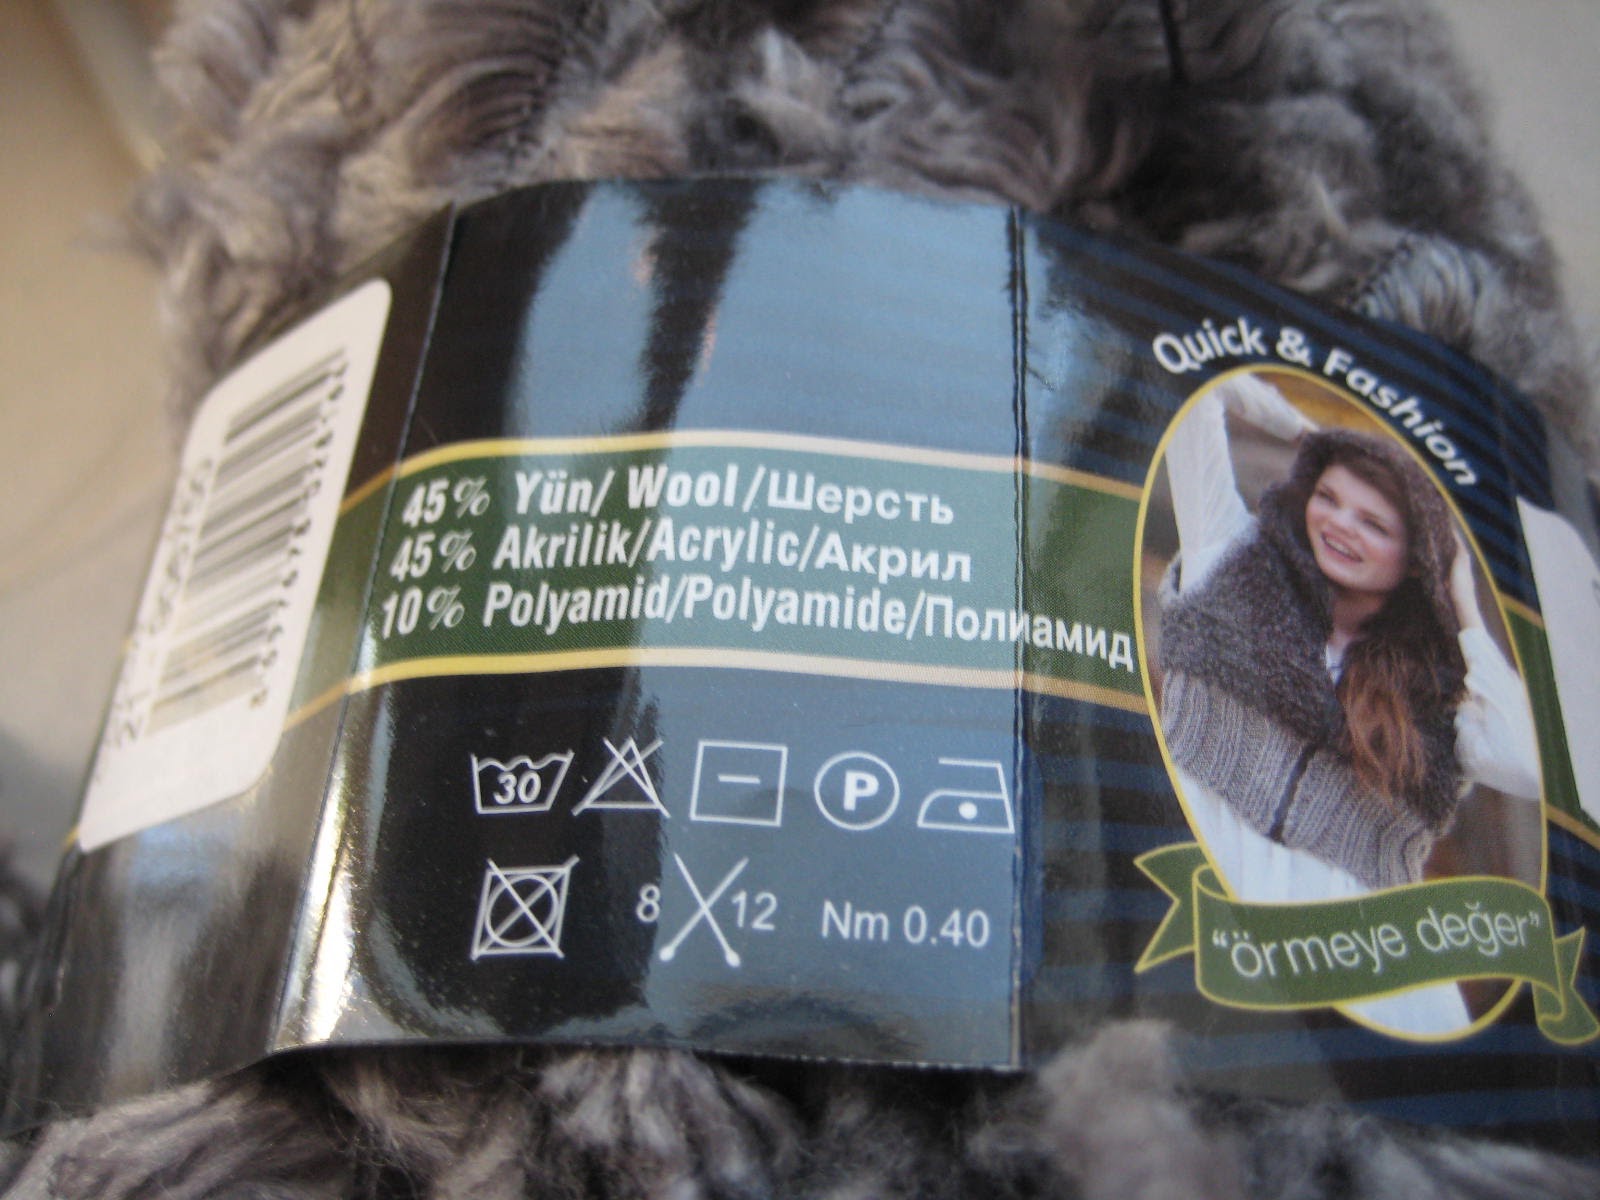 45% Yün/ Wool/Шерсть
45% Akrilik/Acrylic/Акрил
10% Polyamid/Polyamide/Полиамид
30
P
8 12 Nm 0.40
Quick & Fashion
“örmeye değer”